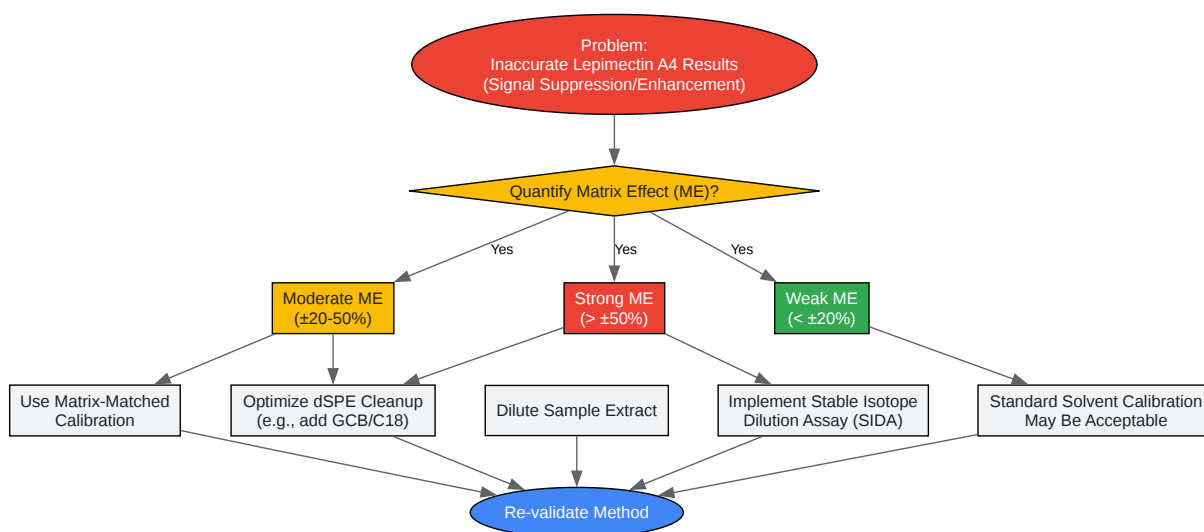 Problem:
Inaccurate Lepimectin A4 Results
(Signal Suppression/Enhancement)
Quantify Matrix Effect (ME)?
Yes
Yes
Yes
Moderate ME
(±20-50%)
Strong ME
(> ±50%)
Weak ME
(< ±20%)
Use Matrix-Matched
Calibration
Optimize dSPE Cleanup
(e.g., add GCB/C18)
Dilute Sample Extract
Implement Stable Isotope
Dilution Assay (SIDA)
Standard Solvent Calibration
May Be Acceptable
Re-validate Method